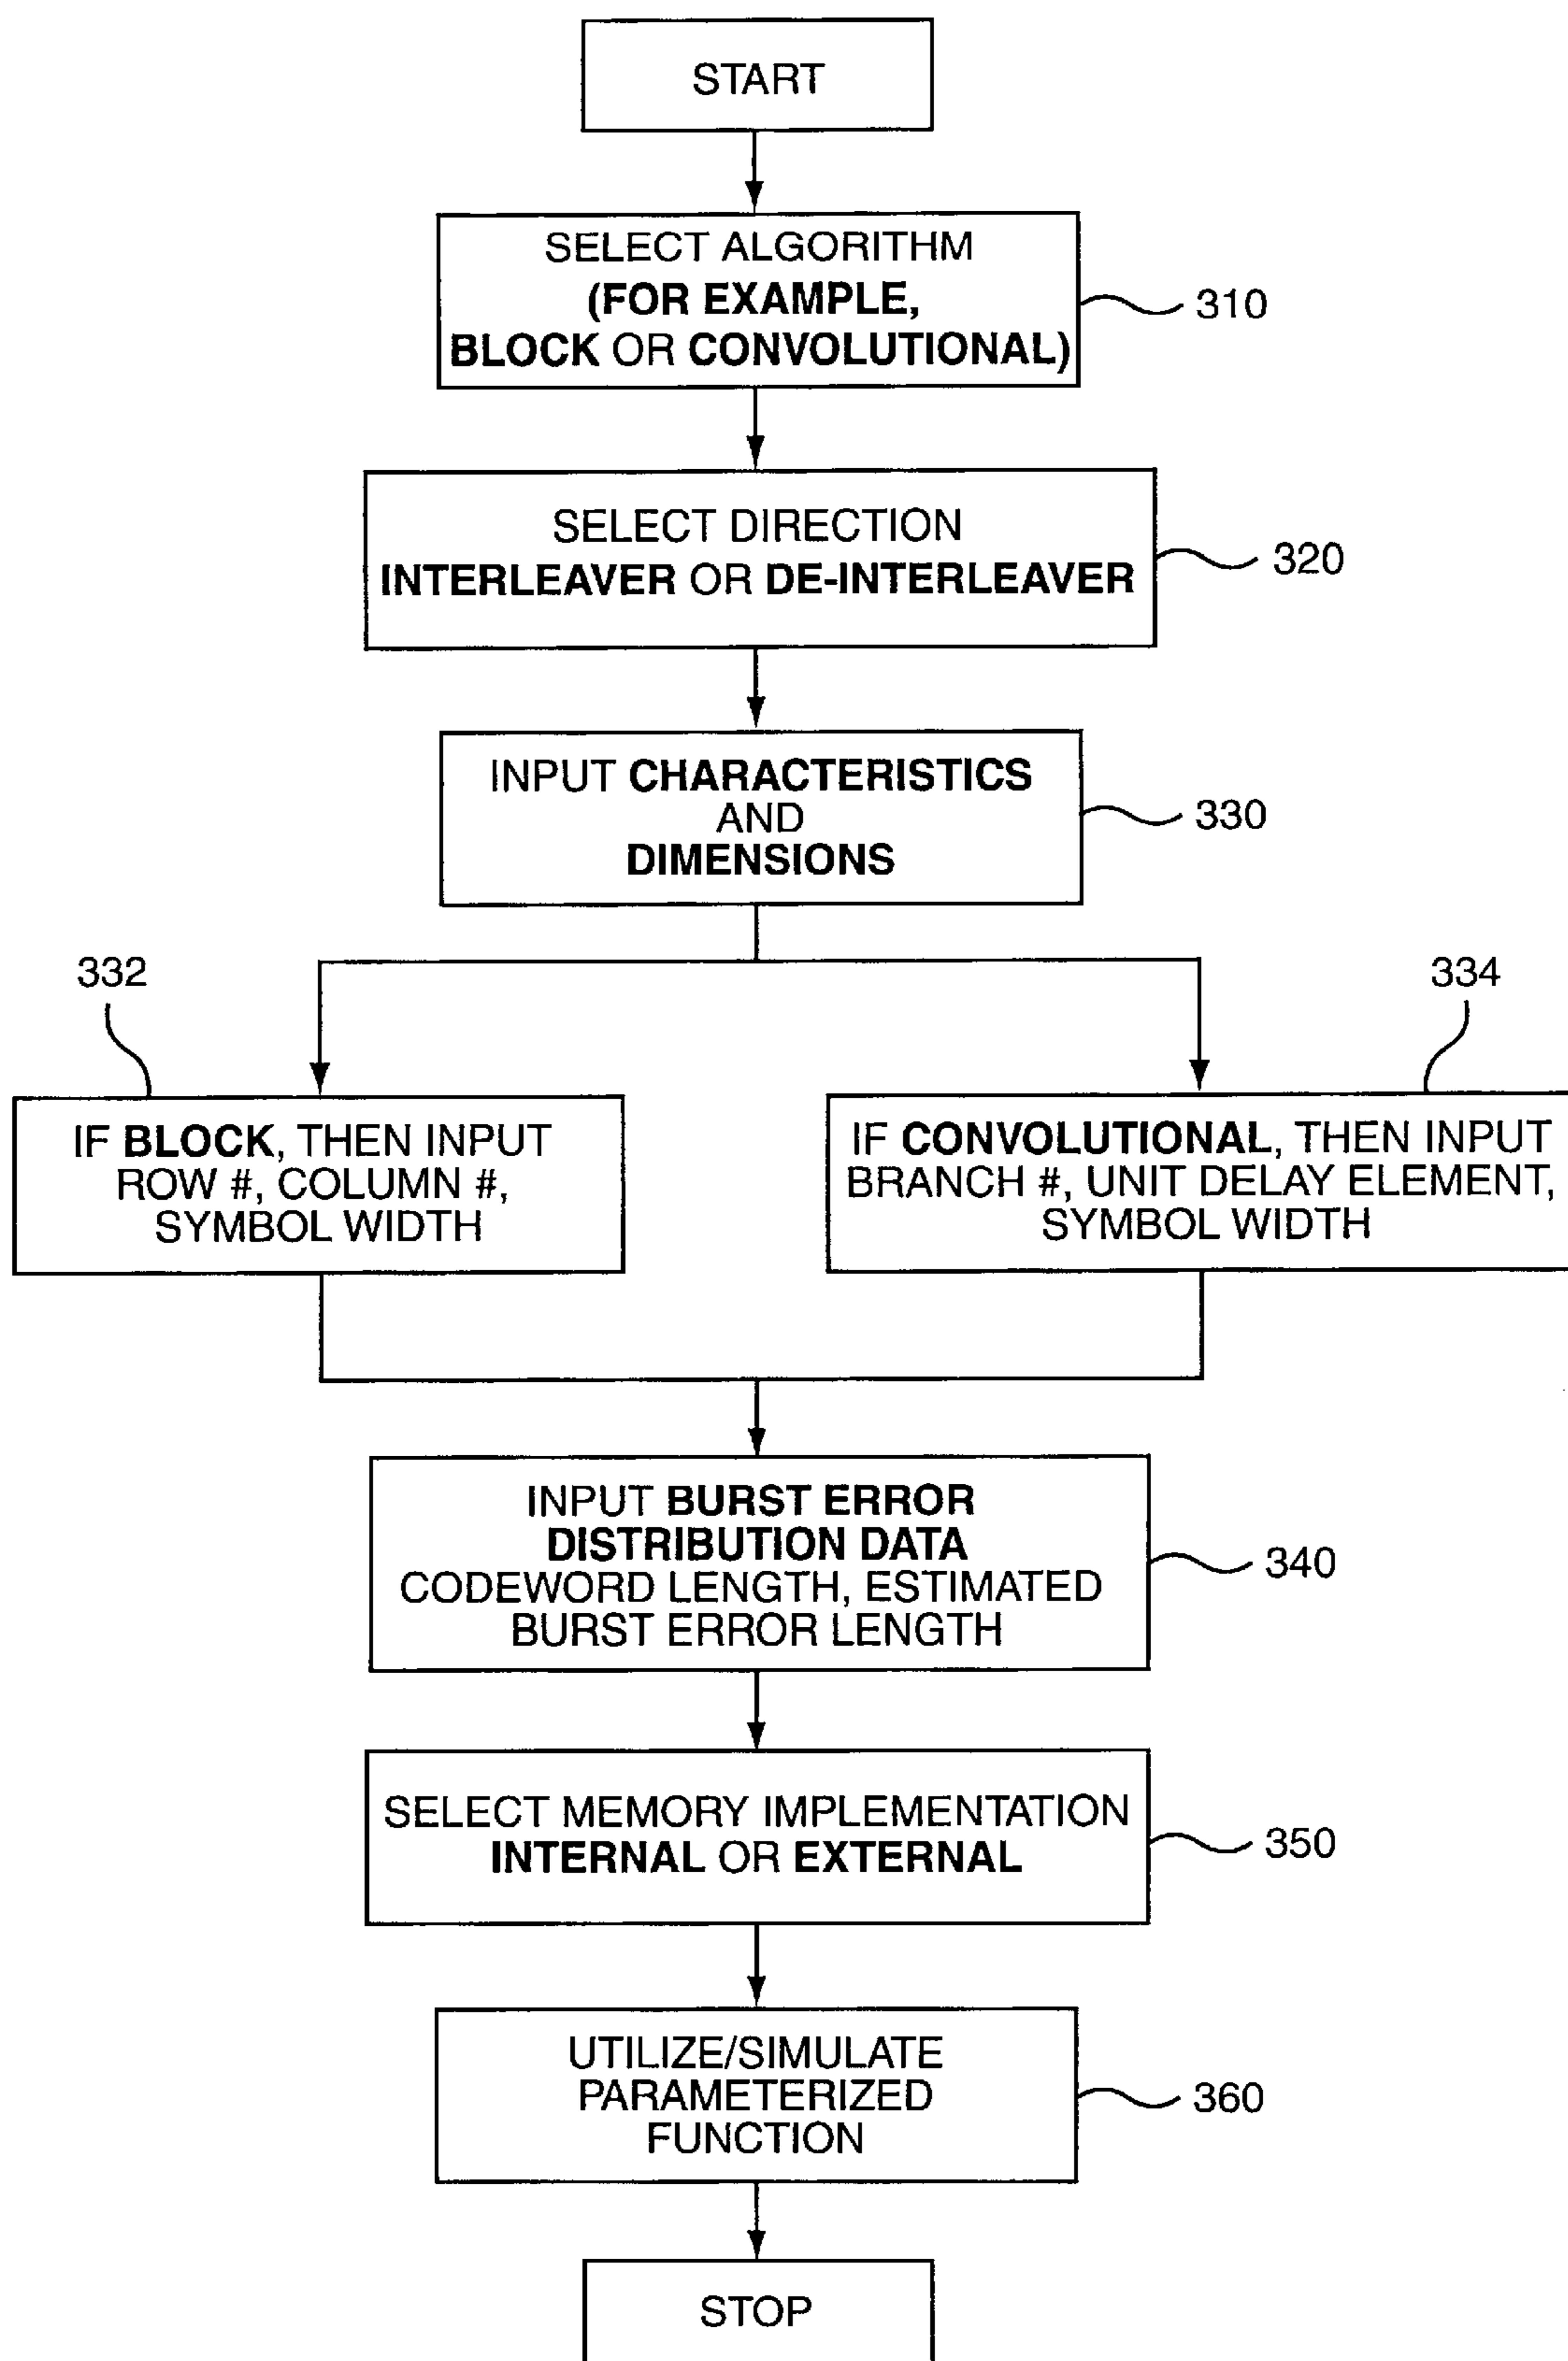 START
SELECT ALGORITHM
(FOR EXAMPLE,
BLOCK OR CONVOLUTIONAL)
310
SELECT DIRECTION
INTERLEAVER OR DE-INTERLEAVER
320
INPUT CHARACTERISTICS
AND
DIMENSIONS
330
332
334
IF BLOCK, THEN INPUT
ROW #, COLUMN #,
SYMBOL WIDTH
IF CONVOLUTIONAL, THEN INPUT
BRANCH #, UNIT DELAY ELEMENT,
SYMBOL WIDTH
INPUT BURST ERROR
DISTRIBUTION DATA
CODEWORD LENGTH, ESTIMATED
BURST ERROR LENGTH
340
SELECT MEMORY IMPLEMENTATION
INTERNAL OR EXTERNAL
350
UTILIZE/SIMULATE
PARAMETERIZED
FUNCTION
360
STOP